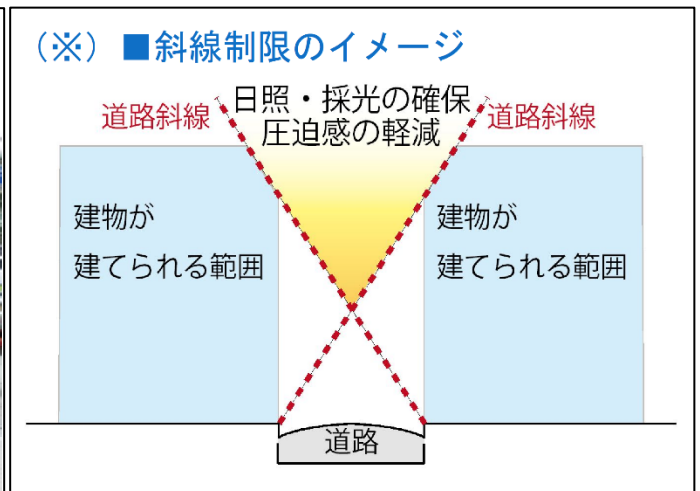 （※）■斜線制限のイメージ
日照・採光の確保
圧迫感の軽減
道路斜線
道路斜線
建物が
建てられる範囲
建物が
建てられる範囲
道路